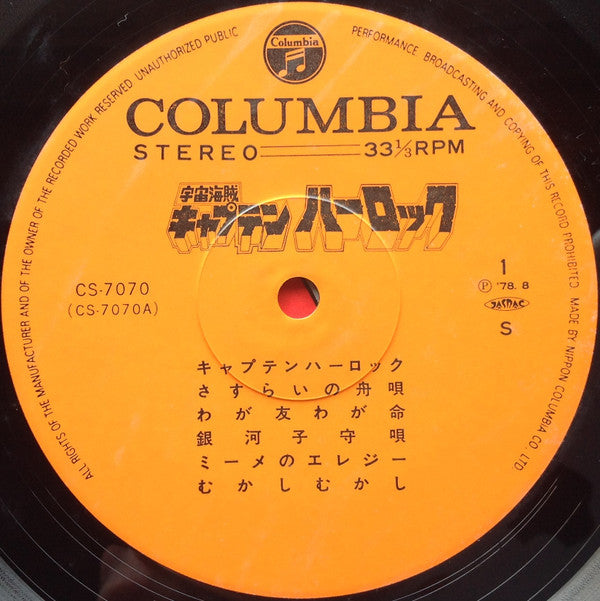 Columbia
ALL RIGHTS OF THE MANUFACTURER AND OF THE OWNER OF THE RECORDED WORK RESERVED UNAUTHORIZED PUBLIC PERFORMANCE BROADCASTING AND COPYING OF THIS RECORD PROHIBITED. MADE BY NIPPON COLUMBIA CO., LTD
COLUMBIA
STEREO 33⅓RPM
宇宙海賊
キャプテンハーロック
CS-7070
(CS-7070A)
1
Ⓟ '78. 8
JASRAC
S
キャプテンハーロック
さすらいの舟唄
わが友わが命
銀河子守唄
ミーメのエレジー
むかしむかし